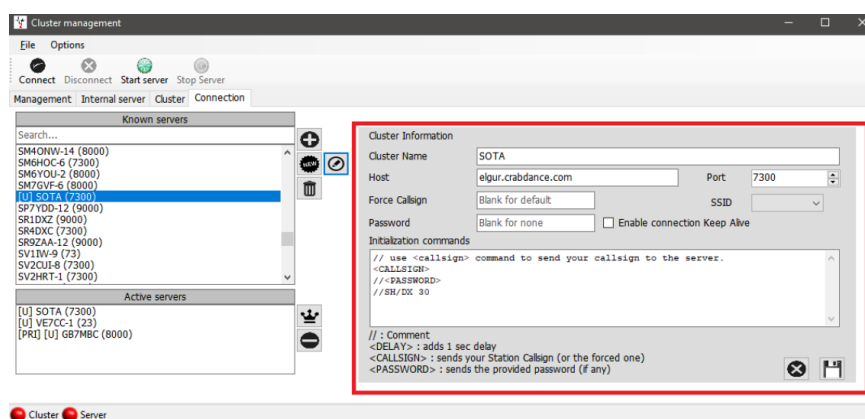 Cluster management
File Options
Connect Disconnect Start server Stop Server
Management Internal server Cluster Connection
Known servers
Search...
SM4ONW-14 (8000)
SM6HOC-6 (7300)
SM6YOU-2 (8000)
SM7GVF-6 (8000)
[U] SOTA (7300)
SP7YDD-12 (9000)
SR1DXZ (9000)
SR4DXC (7300)
SR9ZAA-12 (9000)
SV1IW-9 (73)
SV2CUI-8 (7300)
SV2HRT-1 (7300)
NEW
Active servers
[U] SOTA (7300)
[U] VE7CC-1 (23)
[PRI] [U] GB7MBC (8000)
Cluster Information
Cluster Name SOTA
Host elgur.crabdance.com Port 7300
Force Callsign Blank for default SSID
Password Blank for none Enable connection Keep Alive
Initialization commands
// use <callsign> command to send your callsign to the server.
<CALLSIGN>
//<PASSWORD>
//SH/DX 30
// : Comment
<DELAY> : adds 1 sec delay
<CALLSIGN> : sends your Station Callsign (or the forced one)
<PASSWORD> : sends the provided password (if any)
Cluster Server